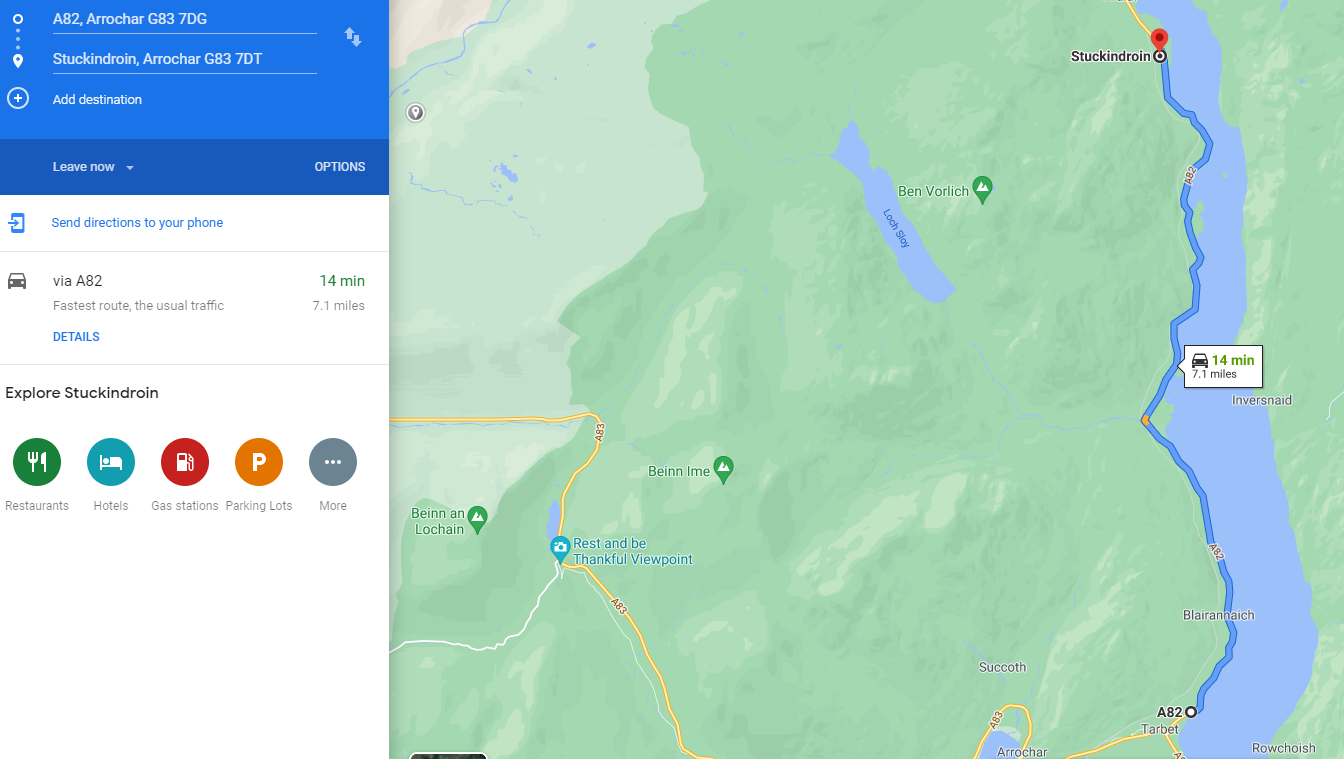 A82, Arrochar G83 7DG
Stuckindroin, Arrochar G83 7DT
Add destination
Leave now
OPTIONS
Send directions to your phone
via A82
14 min
Fastest route, the usual traffic
7.1 miles
DETAILS
Explore Stuckindroin
P
Restaurants
Hotels
Gas stations
Parking Lots
More
Stuckindroin
A82
Ben Vorlich
Loch Sloy
14 min
7.1 miles
Inversnaid
A83
Beinn Ime
Beinn an
Lochain
Rest and be
Thankful Viewpoint
A82
A83
Blairannaich
Succoth
A83
A82
Tarbet
Arrochar
Rowchoish